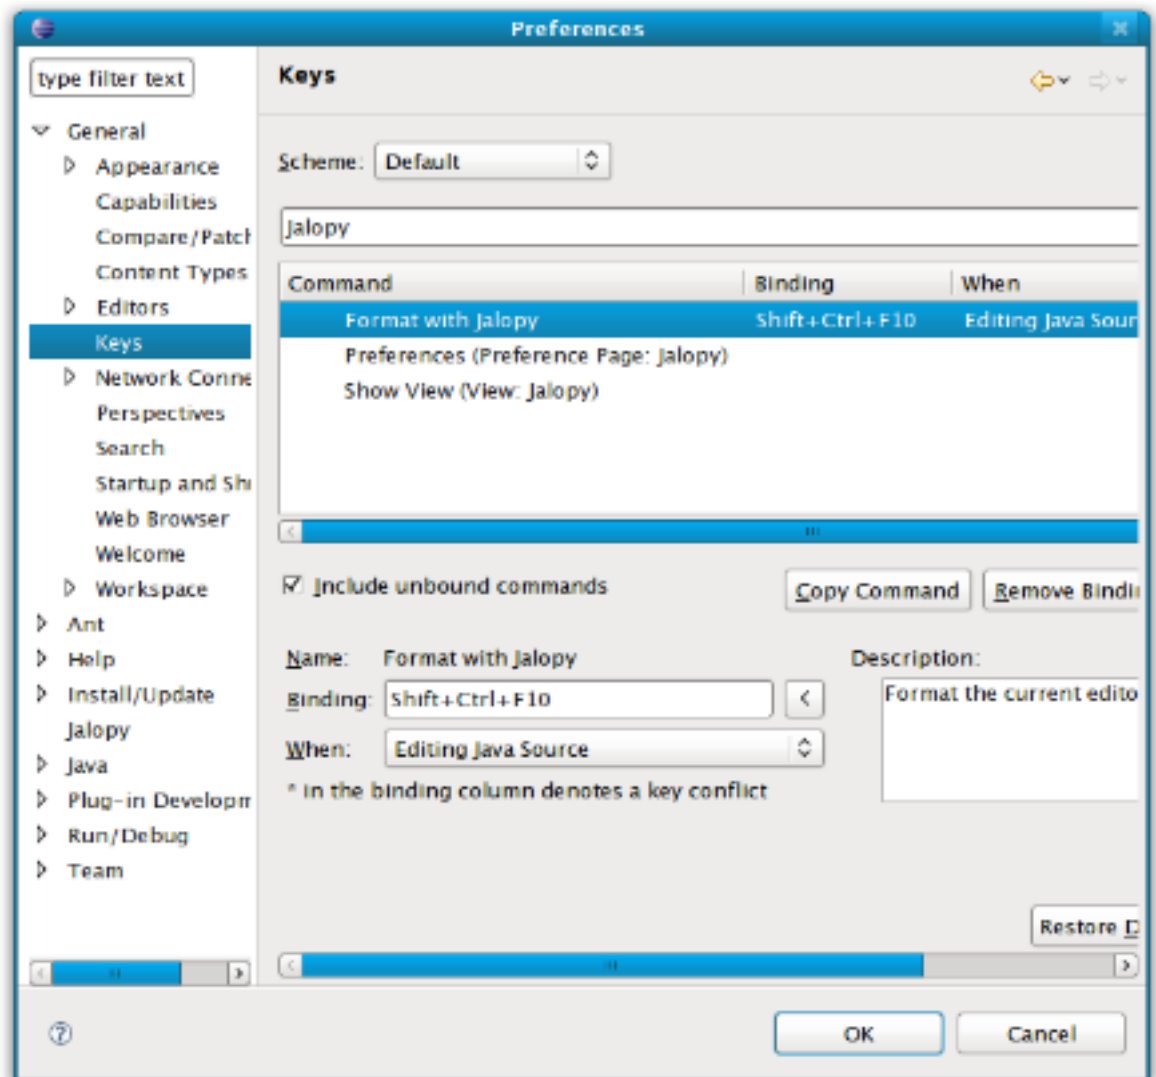 Preferences
type filter text
Keys
General
Appearance
Capabilities
Compare/Patch
Content Types
Editors
Keys
Network Conne
Perspectives
Search
Startup and Sh
Web Browser
Welcome
Workspace
Ant
Help
Install/Update
Jalopy
Java
Plug-in Developm
Run/Debug
Team
Scheme: Default
Jalopy
Command Binding When
Format with Jalopy Shift+Ctrl+F10 Editing Java Sour
Preferences (Preference Page: Jalopy)
Show View (View: Jalopy)
Include unbound commands
Copy Command Remove Bindi
Name: Format with Jalopy
Binding: Shift+Ctrl+F10
When: Editing Java Source
* in the binding column denotes a key conflict
Description:
Format the current edito
Restore D
OK Cancel